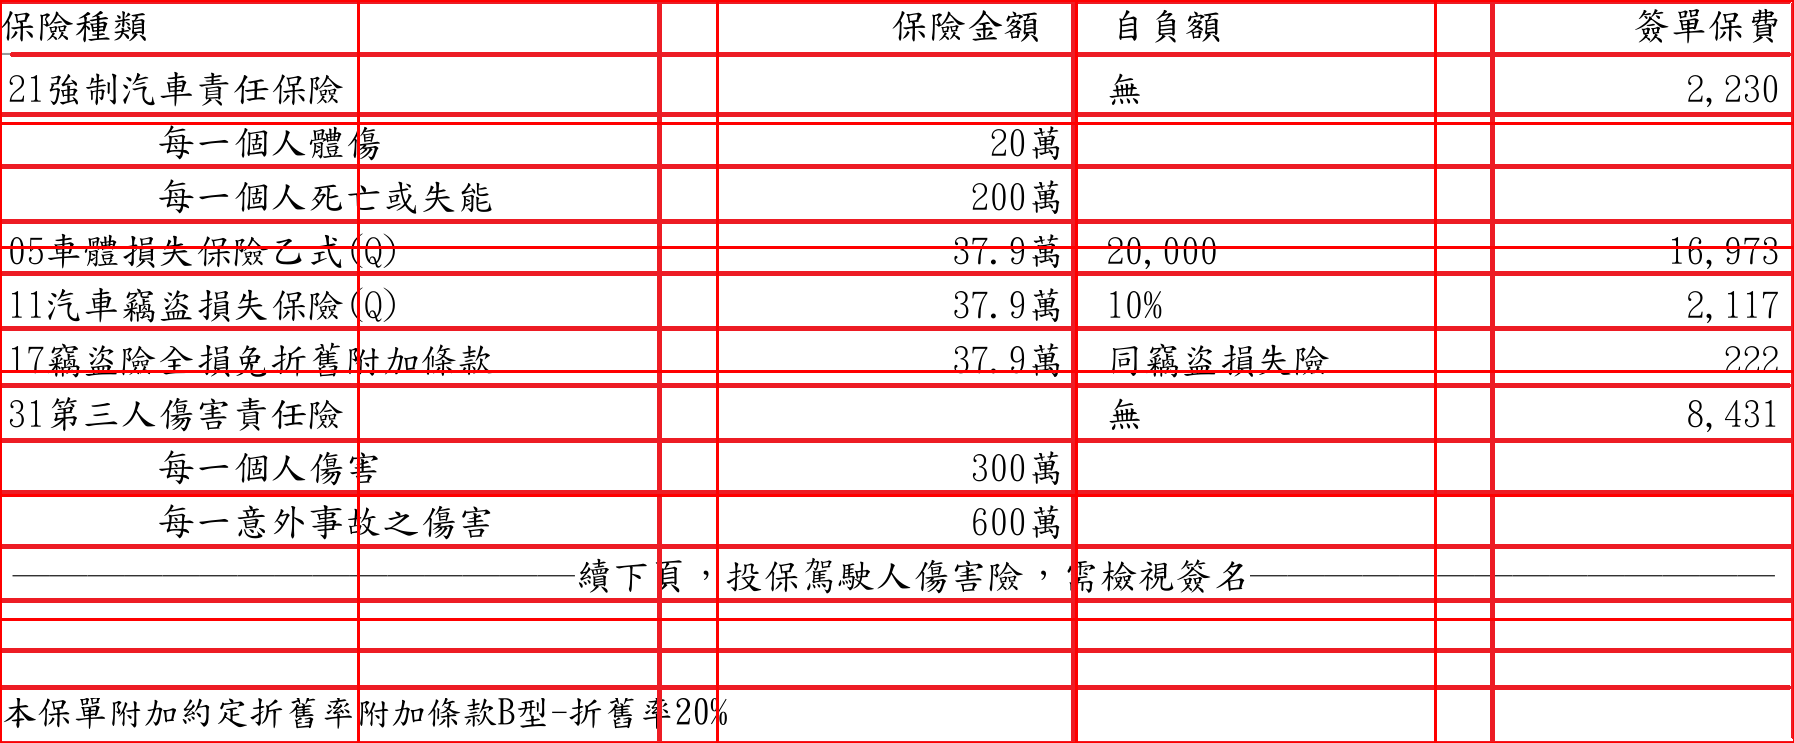 保險種類 保險金額 自負額 簽單保費
21強制汽車責任保險 無 2,230
每一個人體傷 20萬
每一個人死亡或失能 200萬
05車體損失保險乙式(Q) 37.9萬 20,000 16,973
11汽車竊盜損失保險(Q) 37.9萬 10% 2,117
17竊盜險全損免折舊附加條款 37.9萬 同竊盜損失險 222
31第三人傷害責任險 無 8,431
每一個人傷害 300萬
每一意外事故之傷害 600萬
續下頁，投保駕駛人傷害險，需檢視簽名
本保單附加約定折舊率附加條款B型-折舊率20%